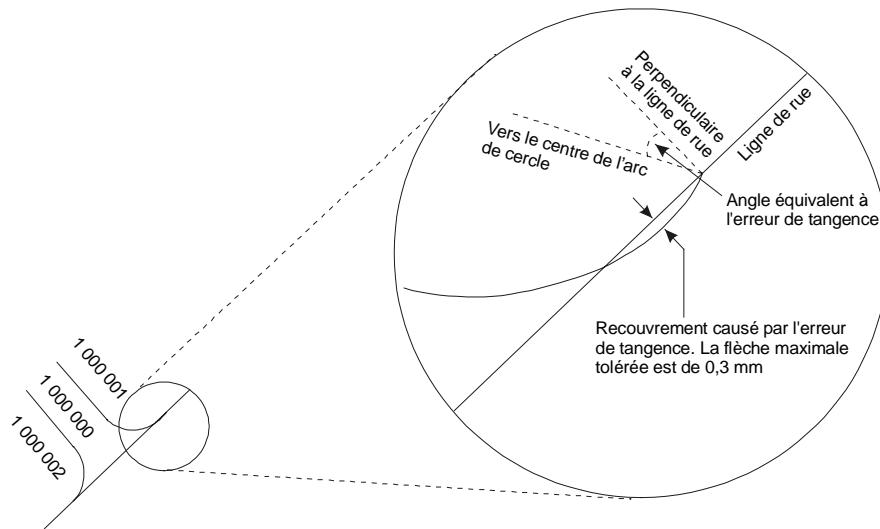 Perpendiculaire
à la ligne de rue
Ligne de rue
Vers le centre de l'arc
de cercle
Angle équivalent à
l'erreur de tangence
Recouvrement causé par l'erreur
de tangence. La flèche maximale
tolérée est de 0,3 mm
1 000 001
1 000 000
1 000 002